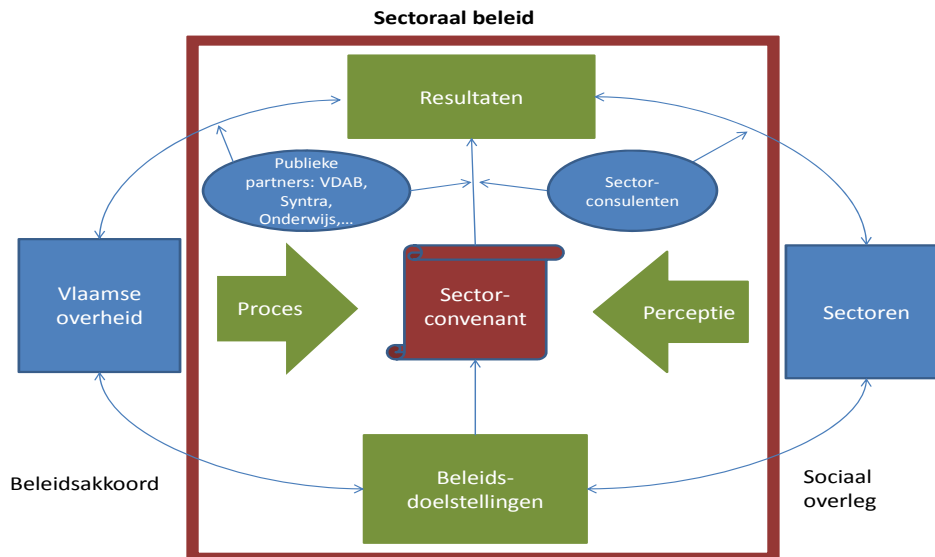 Sectoraal beleid
Resultaten
Publieke
partners: VDAB,
Syntra,
Onderwijs,...
Sector-
consulenten
Vlaamse
overheid
Proces
Sector-
convenant
Perceptie
Sectoren
Beleidsakkoord
Beleids-
doelstellingen
Sociaal
overleg